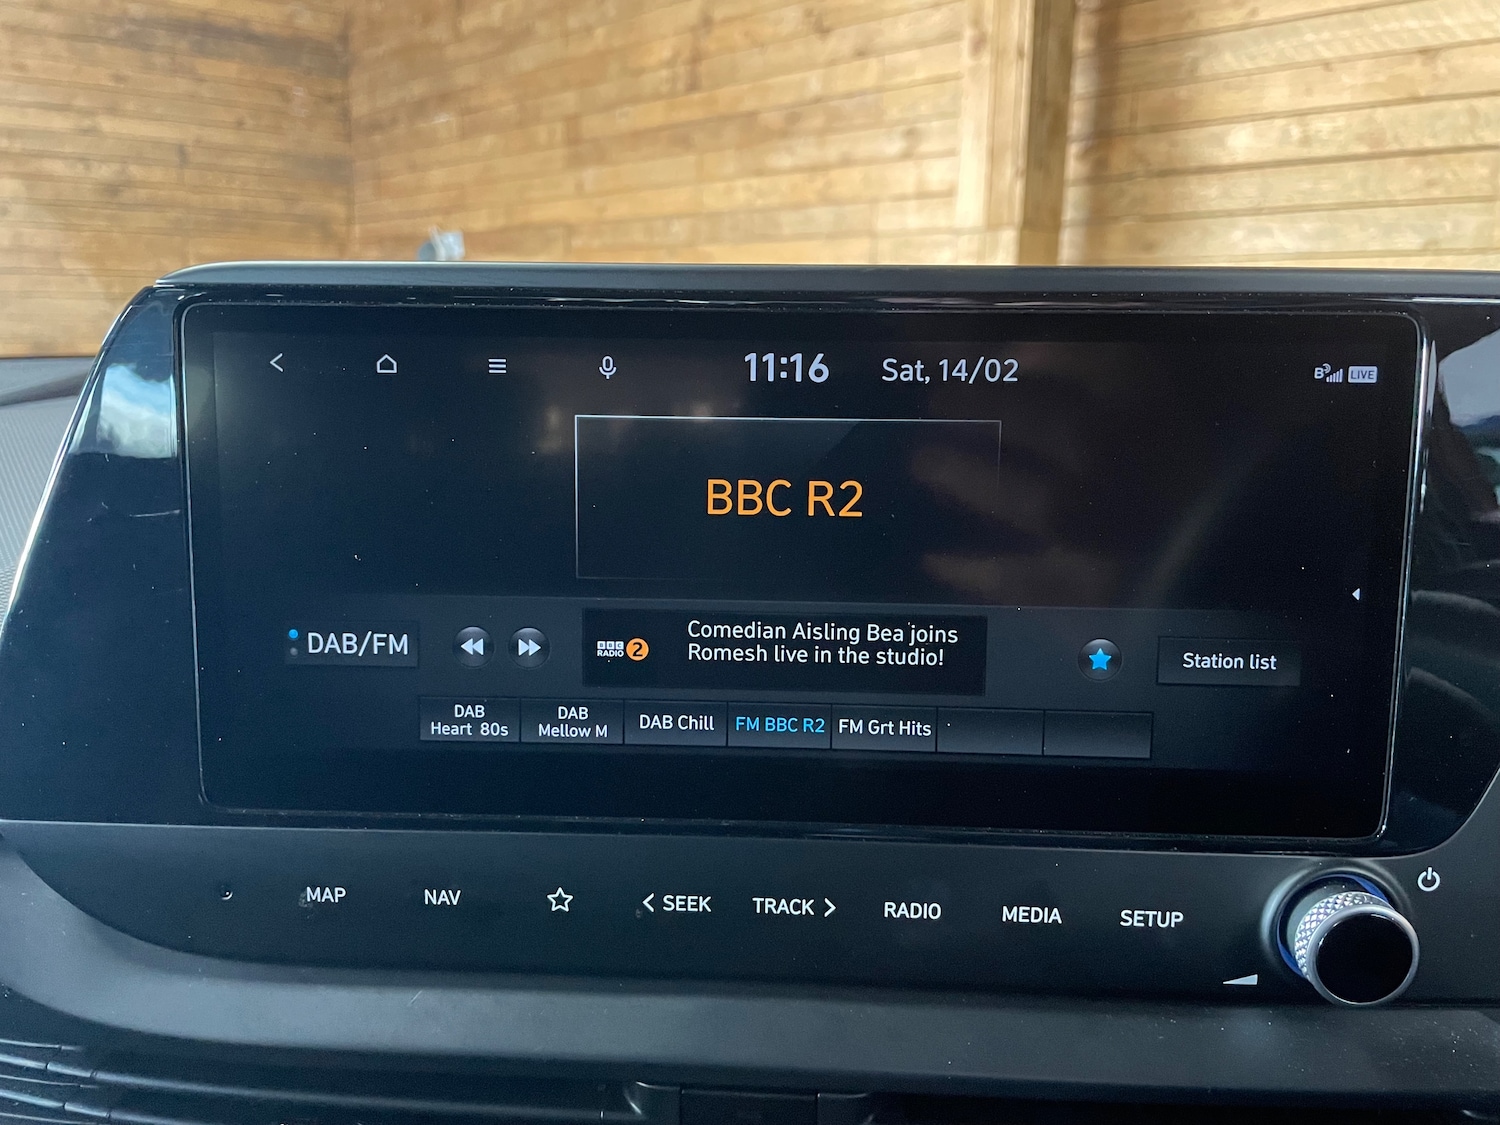 11:16
Sat, 14/02
LIVE
BBC R2
DAB/FM
BBC
RADIO 2
Comedian Aisling Bea joins
Romesh live in the studio!
Station list
DAB
Heart 80s
DAB
Mellow M
DAB Chill
FM BBC R2
FM Grt Hits
MAP
NAV
< SEEK
TRACK >
RADIO
MEDIA
SETUP